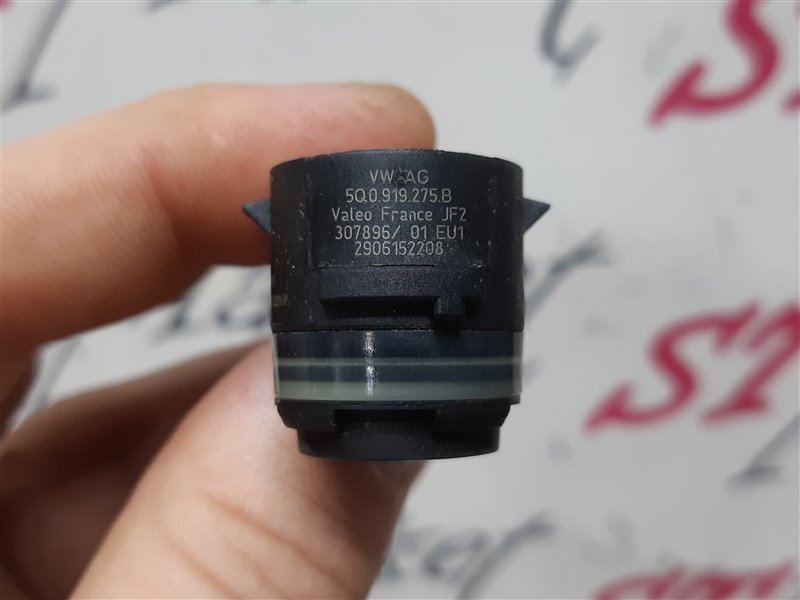 VW AG
5Q0.919.275.B
Valeo France JF2
307896/ 01 EU1
2906152208